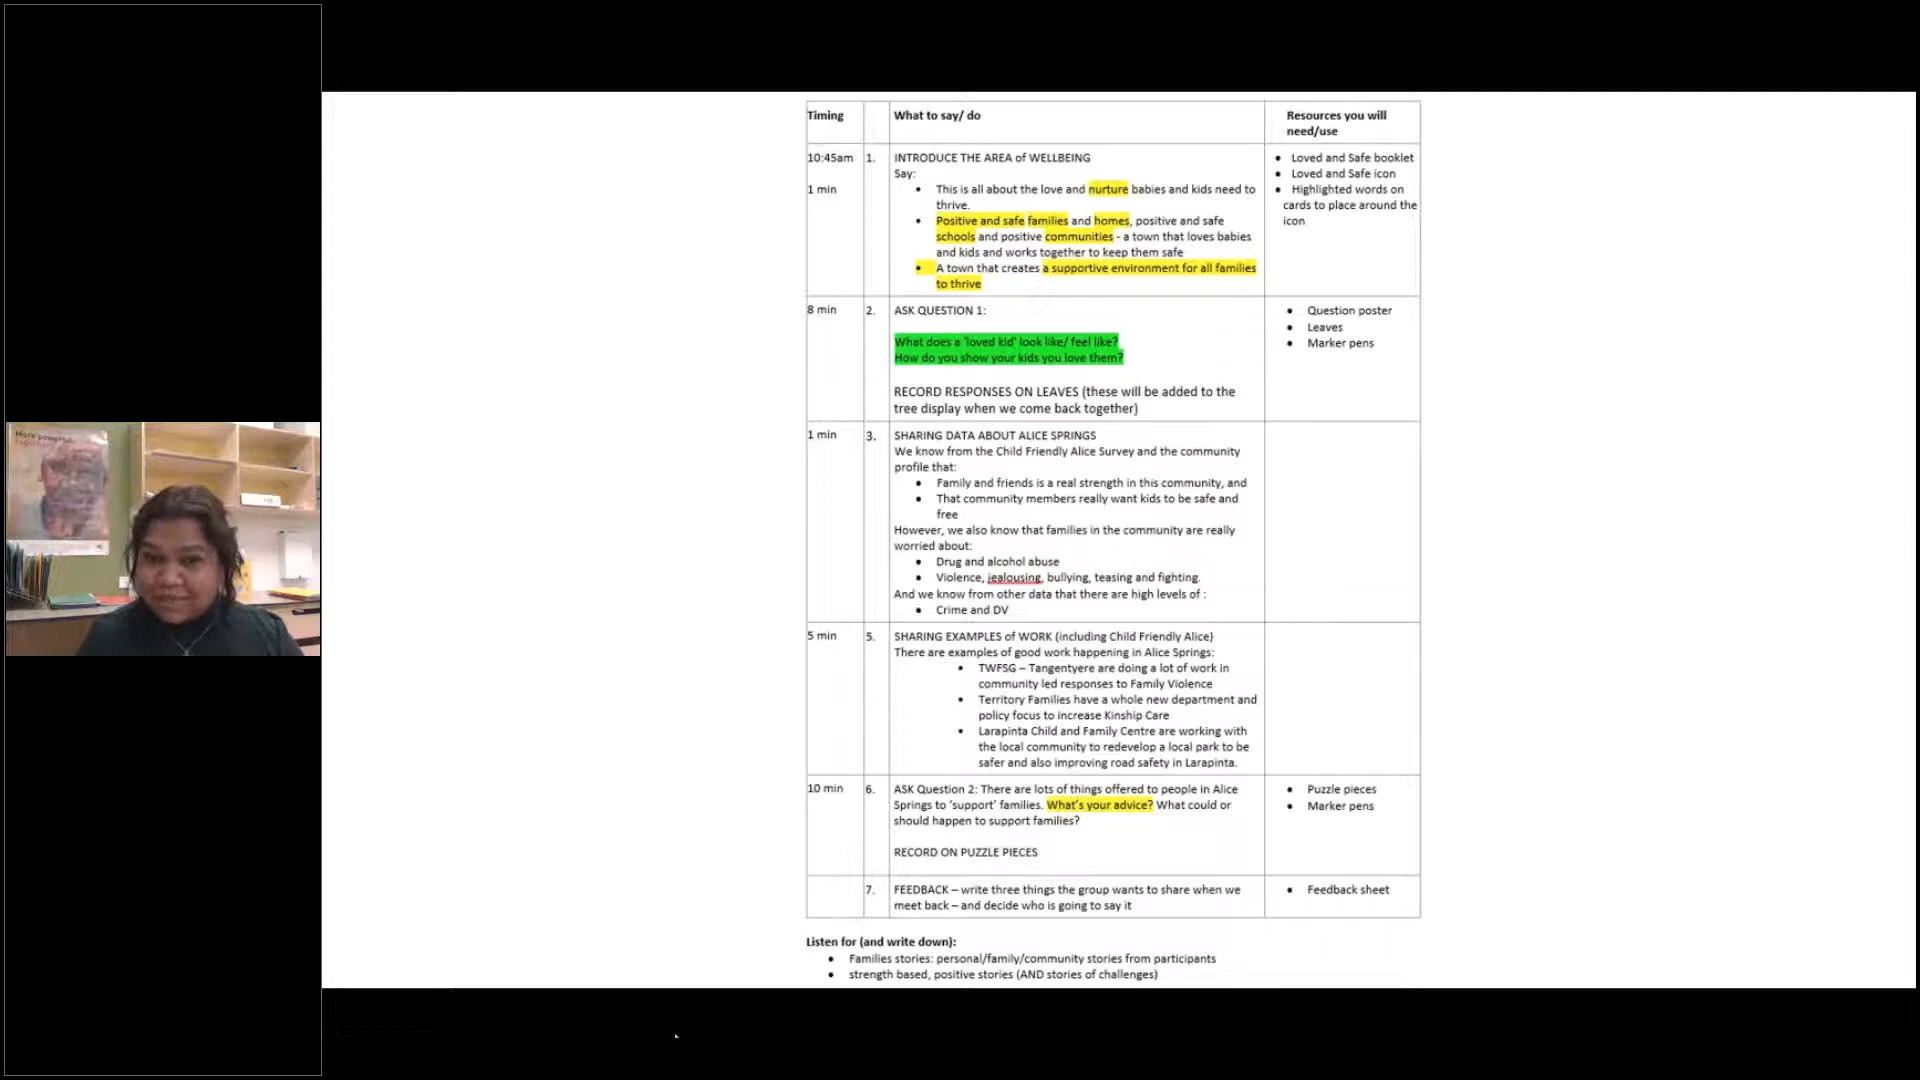 More powerful
together
Timing
What to say/ do
Resources you will
need/use
10:45am
1 min
1.
INTRODUCE THE AREA of WELLBEING
Say:
• This is all about the love and nurture babies and kids need to
thrive.
• Positive and safe families and homes, positive and safe
schools and positive communities - a town that loves babies
and kids and works together to keep them safe
• A town that creates a supportive environment for all families
to thrive
• Loved and Safe booklet
• Loved and Safe icon
• Highlighted words on
cards to place around the
icon
8 min
2.
ASK QUESTION 1:
What does a 'loved kid' look like/ feel like?
How do you show your kids you love them?
RECORD RESPONSES ON LEAVES (these will be added to the
tree display when we come back together)
• Question poster
• Leaves
• Marker pens
1 min
3.
SHARING DATA ABOUT ALICE SPRINGS
We know from the Child Friendly Alice Survey and the community
profile that:
• Family and friends is a real strength in this community, and
• That community members really want kids to be safe and
free
However, we also know that families in the community are really
worried about:
• Drug and alcohol abuse
• Violence, jealousing, bullying, teasing and fighting.
And we know from other data that there are high levels of :
• Crime and DV
5 min
5.
SHARING EXAMPLES of WORK (including Child Friendly Alice)
There are examples of good work happening in Alice Springs:
• TWFSG – Tangentyere are doing a lot of work in
community led responses to Family Violence
• Territory Families have a whole new department and
policy focus to increase Kinship Care
• Larapinta Child and Family Centre are working with
the local community to redevelop a local park to be
safer and also improving road safety in Larapinta.
10 min
6.
ASK Question 2: There are lots of things offered to people in Alice
Springs to ‘support’ families. What’s your advice? What could or
should happen to support families?
RECORD ON PUZZLE PIECES
• Puzzle pieces
• Marker pens
7.
FEEDBACK – write three things the group wants to share when we
meet back – and decide who is going to say it
• Feedback sheet
Listen for (and write down):
• Families stories: personal/family/community stories from participants
• strength based, positive stories (AND stories of challenges)